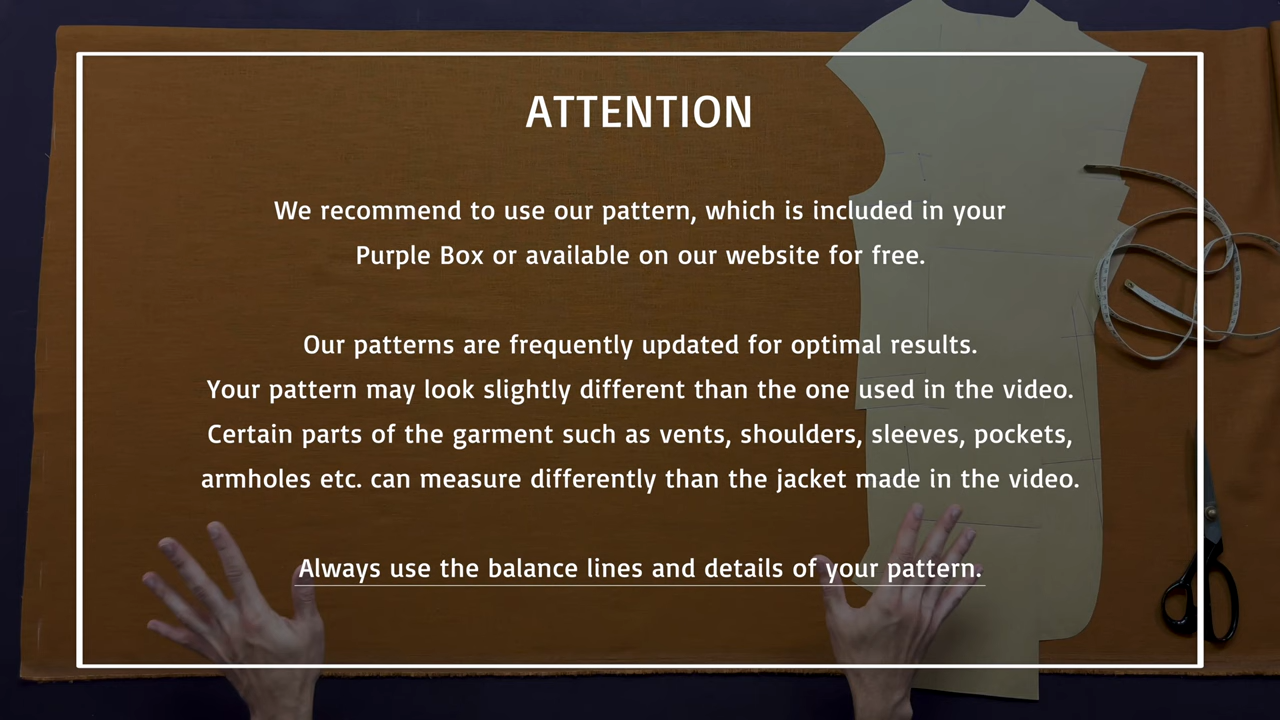 ATTENTION
We recommend to use our pattern, which is included in your
Purple Box or available on our website for free.
Our patterns are frequently updated for optimal results.
Your pattern may look slightly different than the one used in the video.
Certain parts of the garment such as vents, shoulders, sleeves, pockets,
armholes etc. can measure differently than the jacket made in the video.
Always use the balance lines and details of your pattern.